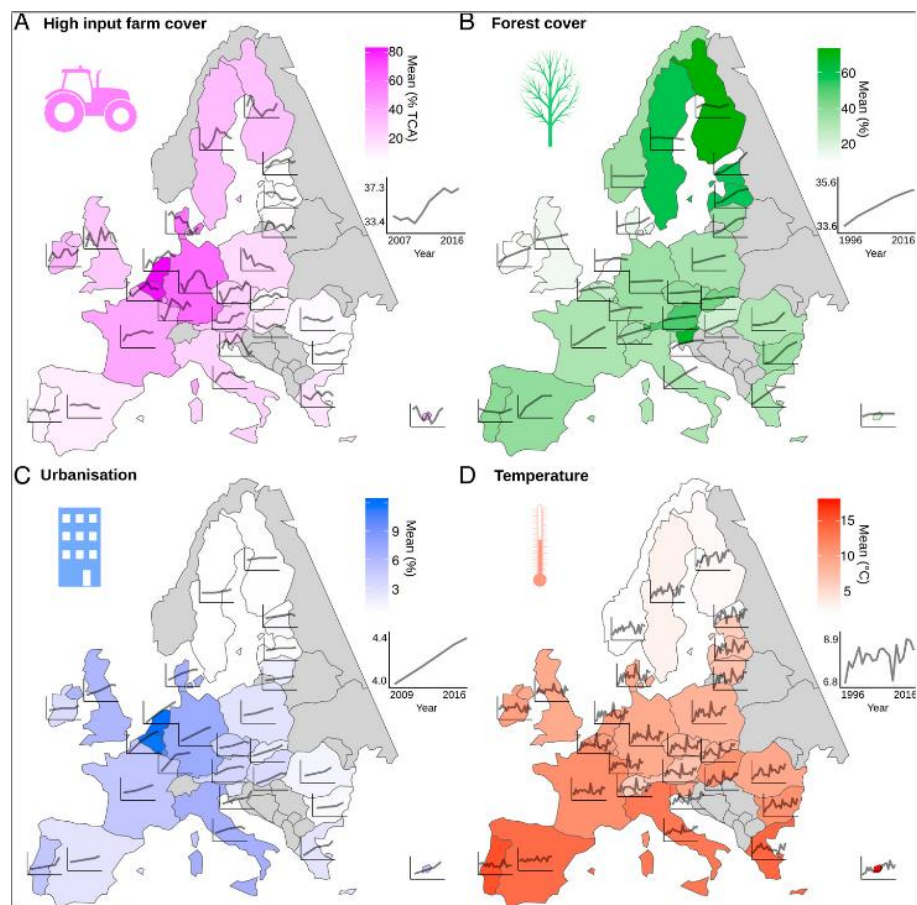 A High input farm cover
80
60
40
20
Mean (% TCA)
37.3
33.4
2007 2016
Year
B Forest cover
60
40
20
Mean (%)
35.6
33.6
1996 2016
Year
C Urbanisation
9
6
3
Mean (%)
4.4
4.0
2009 2016
Year
D Temperature
15
10
5
Mean (°C)
8.9
6.8
1996 2016
Year